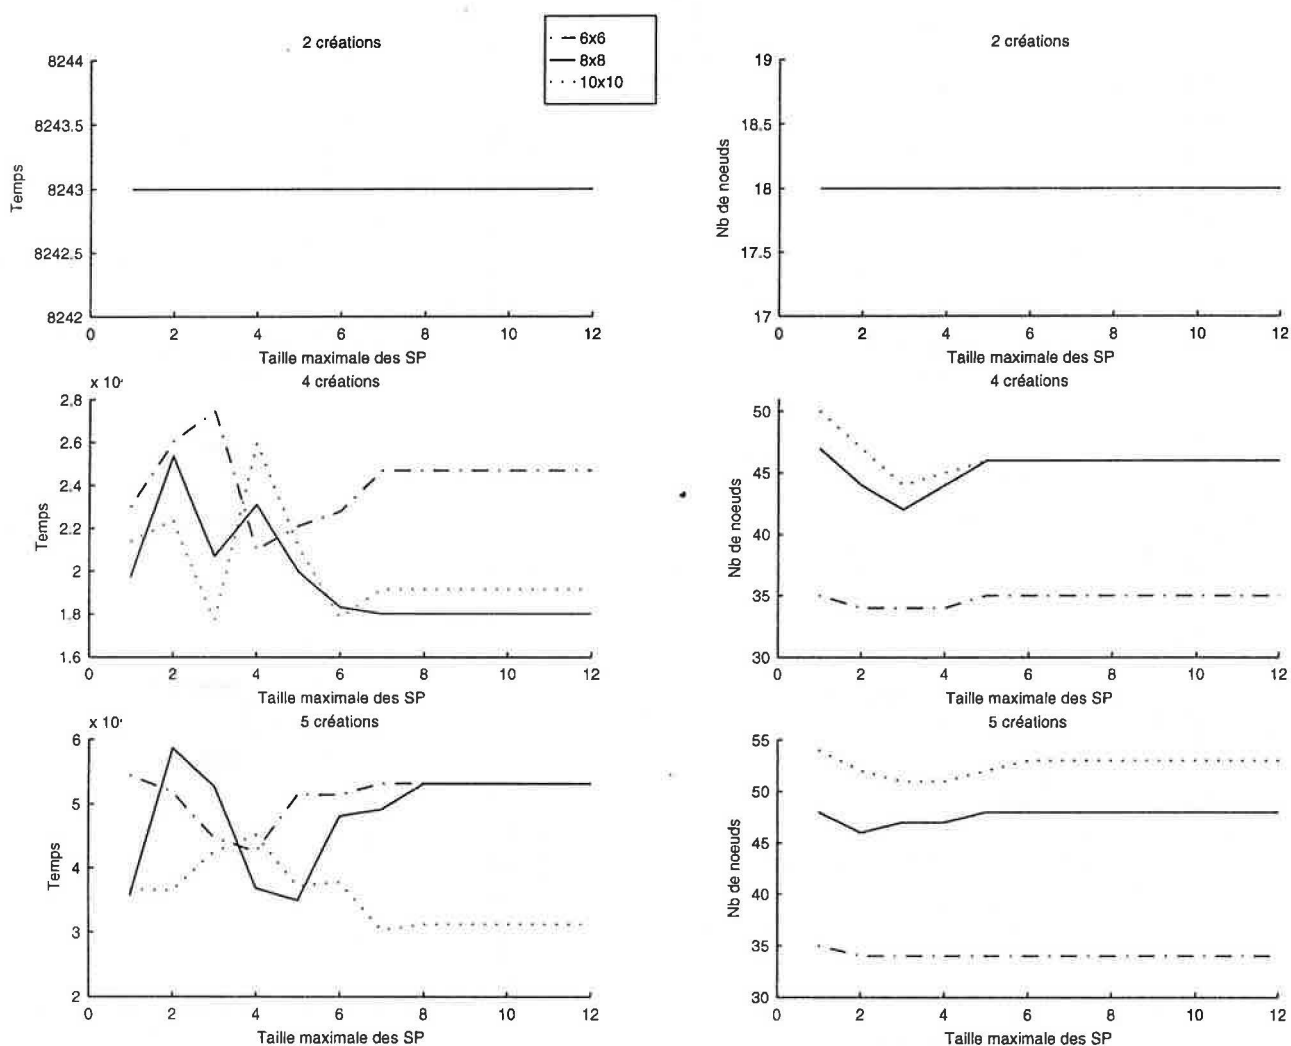 2 créations
6x6
8x8
10x10
8244
8243.5
8243
8242.5
8242
Temps
0 2 4 6 8 10 12
Taille maximale des SP
2 créations
19
18.5
18
17.5
17
Nb de noeuds
0 2 4 6 8 10 12
Taille maximale des SP
4 créations
x 10
2.8
2.6
2.4
2.2
2
1.8
1.6
Temps
0 2 4 6 8 10 12
Taille maximale des SP
4 créations
50
45
40
35
30
Nb de noeuds
0 2 4 6 8 10 12
Taille maximale des SP
5 créations
x 10
6
5
4
3
2
Temps
0 2 4 6 8 10 12
Taille maximale des SP
5 créations
55
50
45
40
35
30
Nb de noeuds
0 2 4 6 8 10 12
Taille maximale des SP